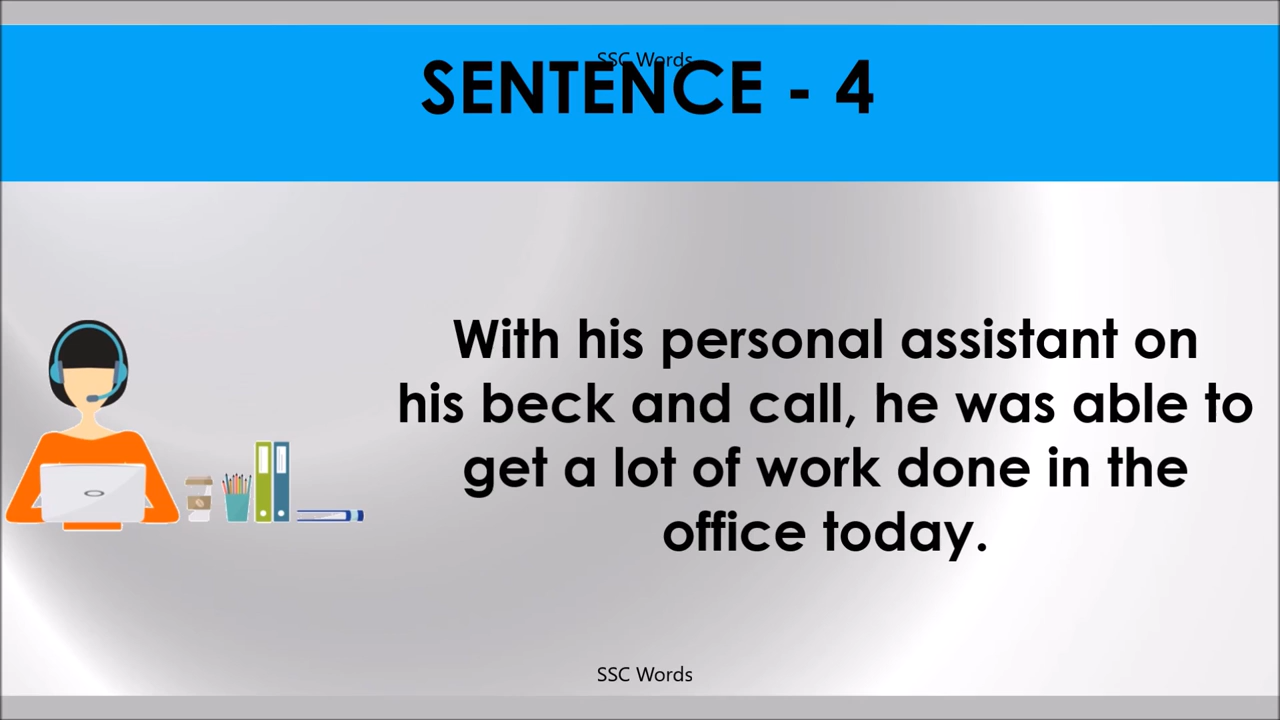 SSC Words
SENTENCE - 4
With his personal assistant on
his beck and call, he was able to
get a lot of work done in the
office today.
SSC Words